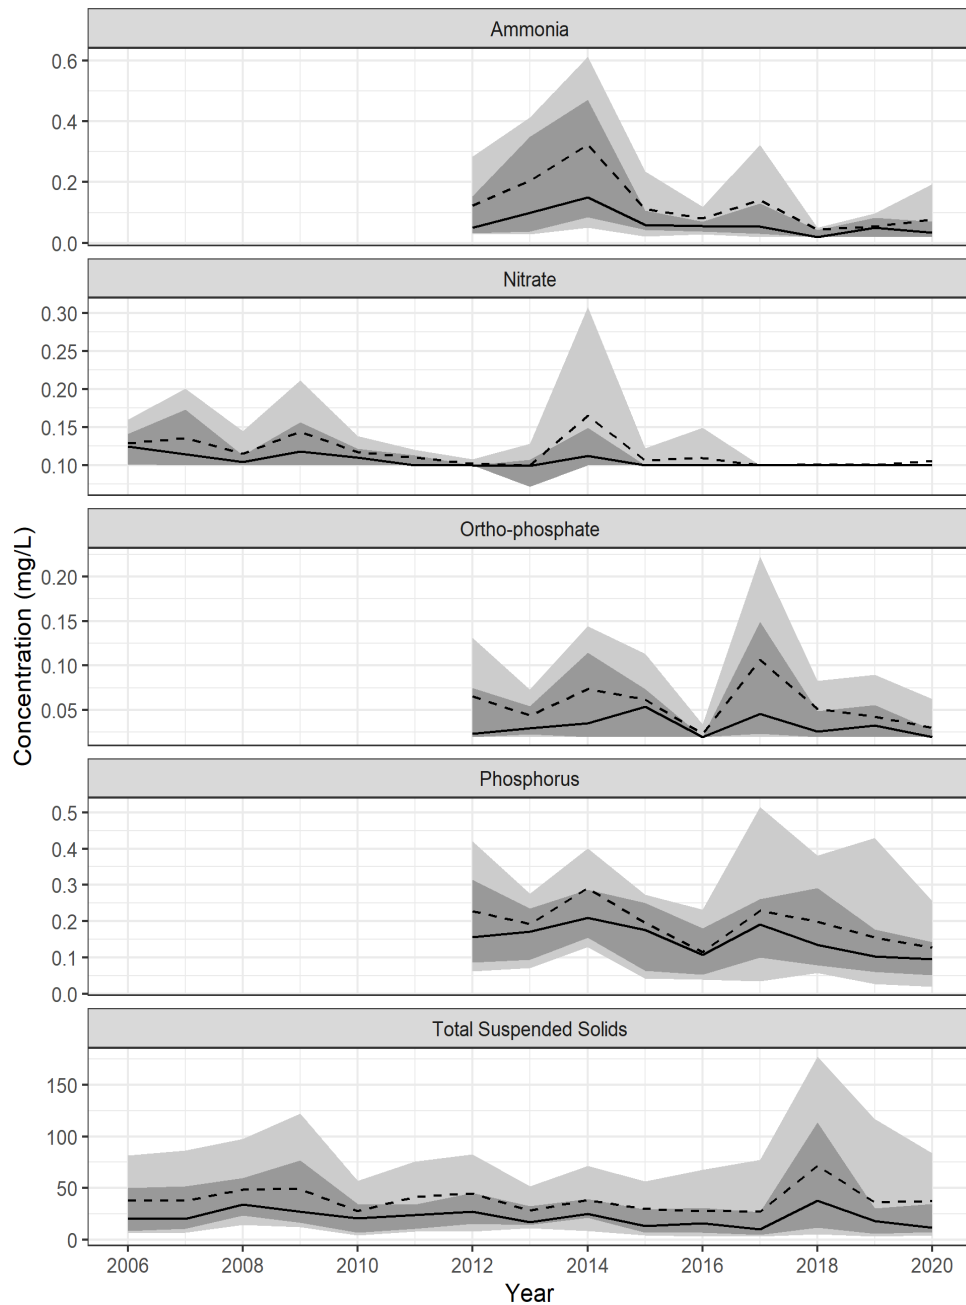 Ammonia
0.6
0.4
0.2
0.0
Nitrate
0.30
0.25
0.20
0.15
0.10
Ortho-phosphate
0.20
0.15
0.10
0.05
Concentration (mg/L)
Phosphorus
0.5
0.4
0.3
0.2
0.1
0.0
Total Suspended Solids
150
100
50
0
2006 2008 2010 2012 2014 2016 2018 2020
Year